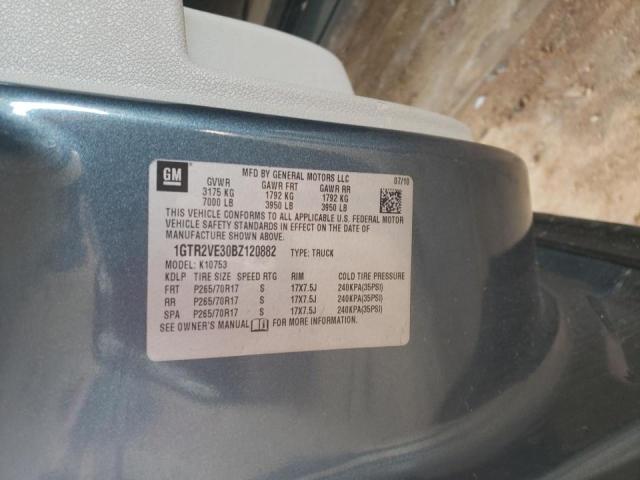 GM
MFD BY GENERAL MOTORS LLC
07/10
GVWR GAWR FRT GAWR RR
3175 KG 1792 KG 1792 KG
7000 LB 3950 LB 3950 LB
THIS VEHICLE CONFORMS TO ALL APPLICABLE U.S. FEDERAL MOTOR
VEHICLE SAFETY STANDARDS IN EFFECT ON THE DATE OF
MANUFACTURE SHOWN ABOVE.
1GTR2VE30BZ120882 TYPE: TRUCK
MODEL: K10753
KDLP TIRE SIZE SPEED RTG RIM COLD TIRE PRESSURE
FRT P265/70R17 S 17X7.5J 240KPA(35PSI)
RR P265/70R17 S 17X7.5J 240KPA(35PSI)
SPA P265/70R17 S 17X7.5J 240KPA(35PSI)
SEE OWNER'S MANUAL FOR MORE INFORMATION.